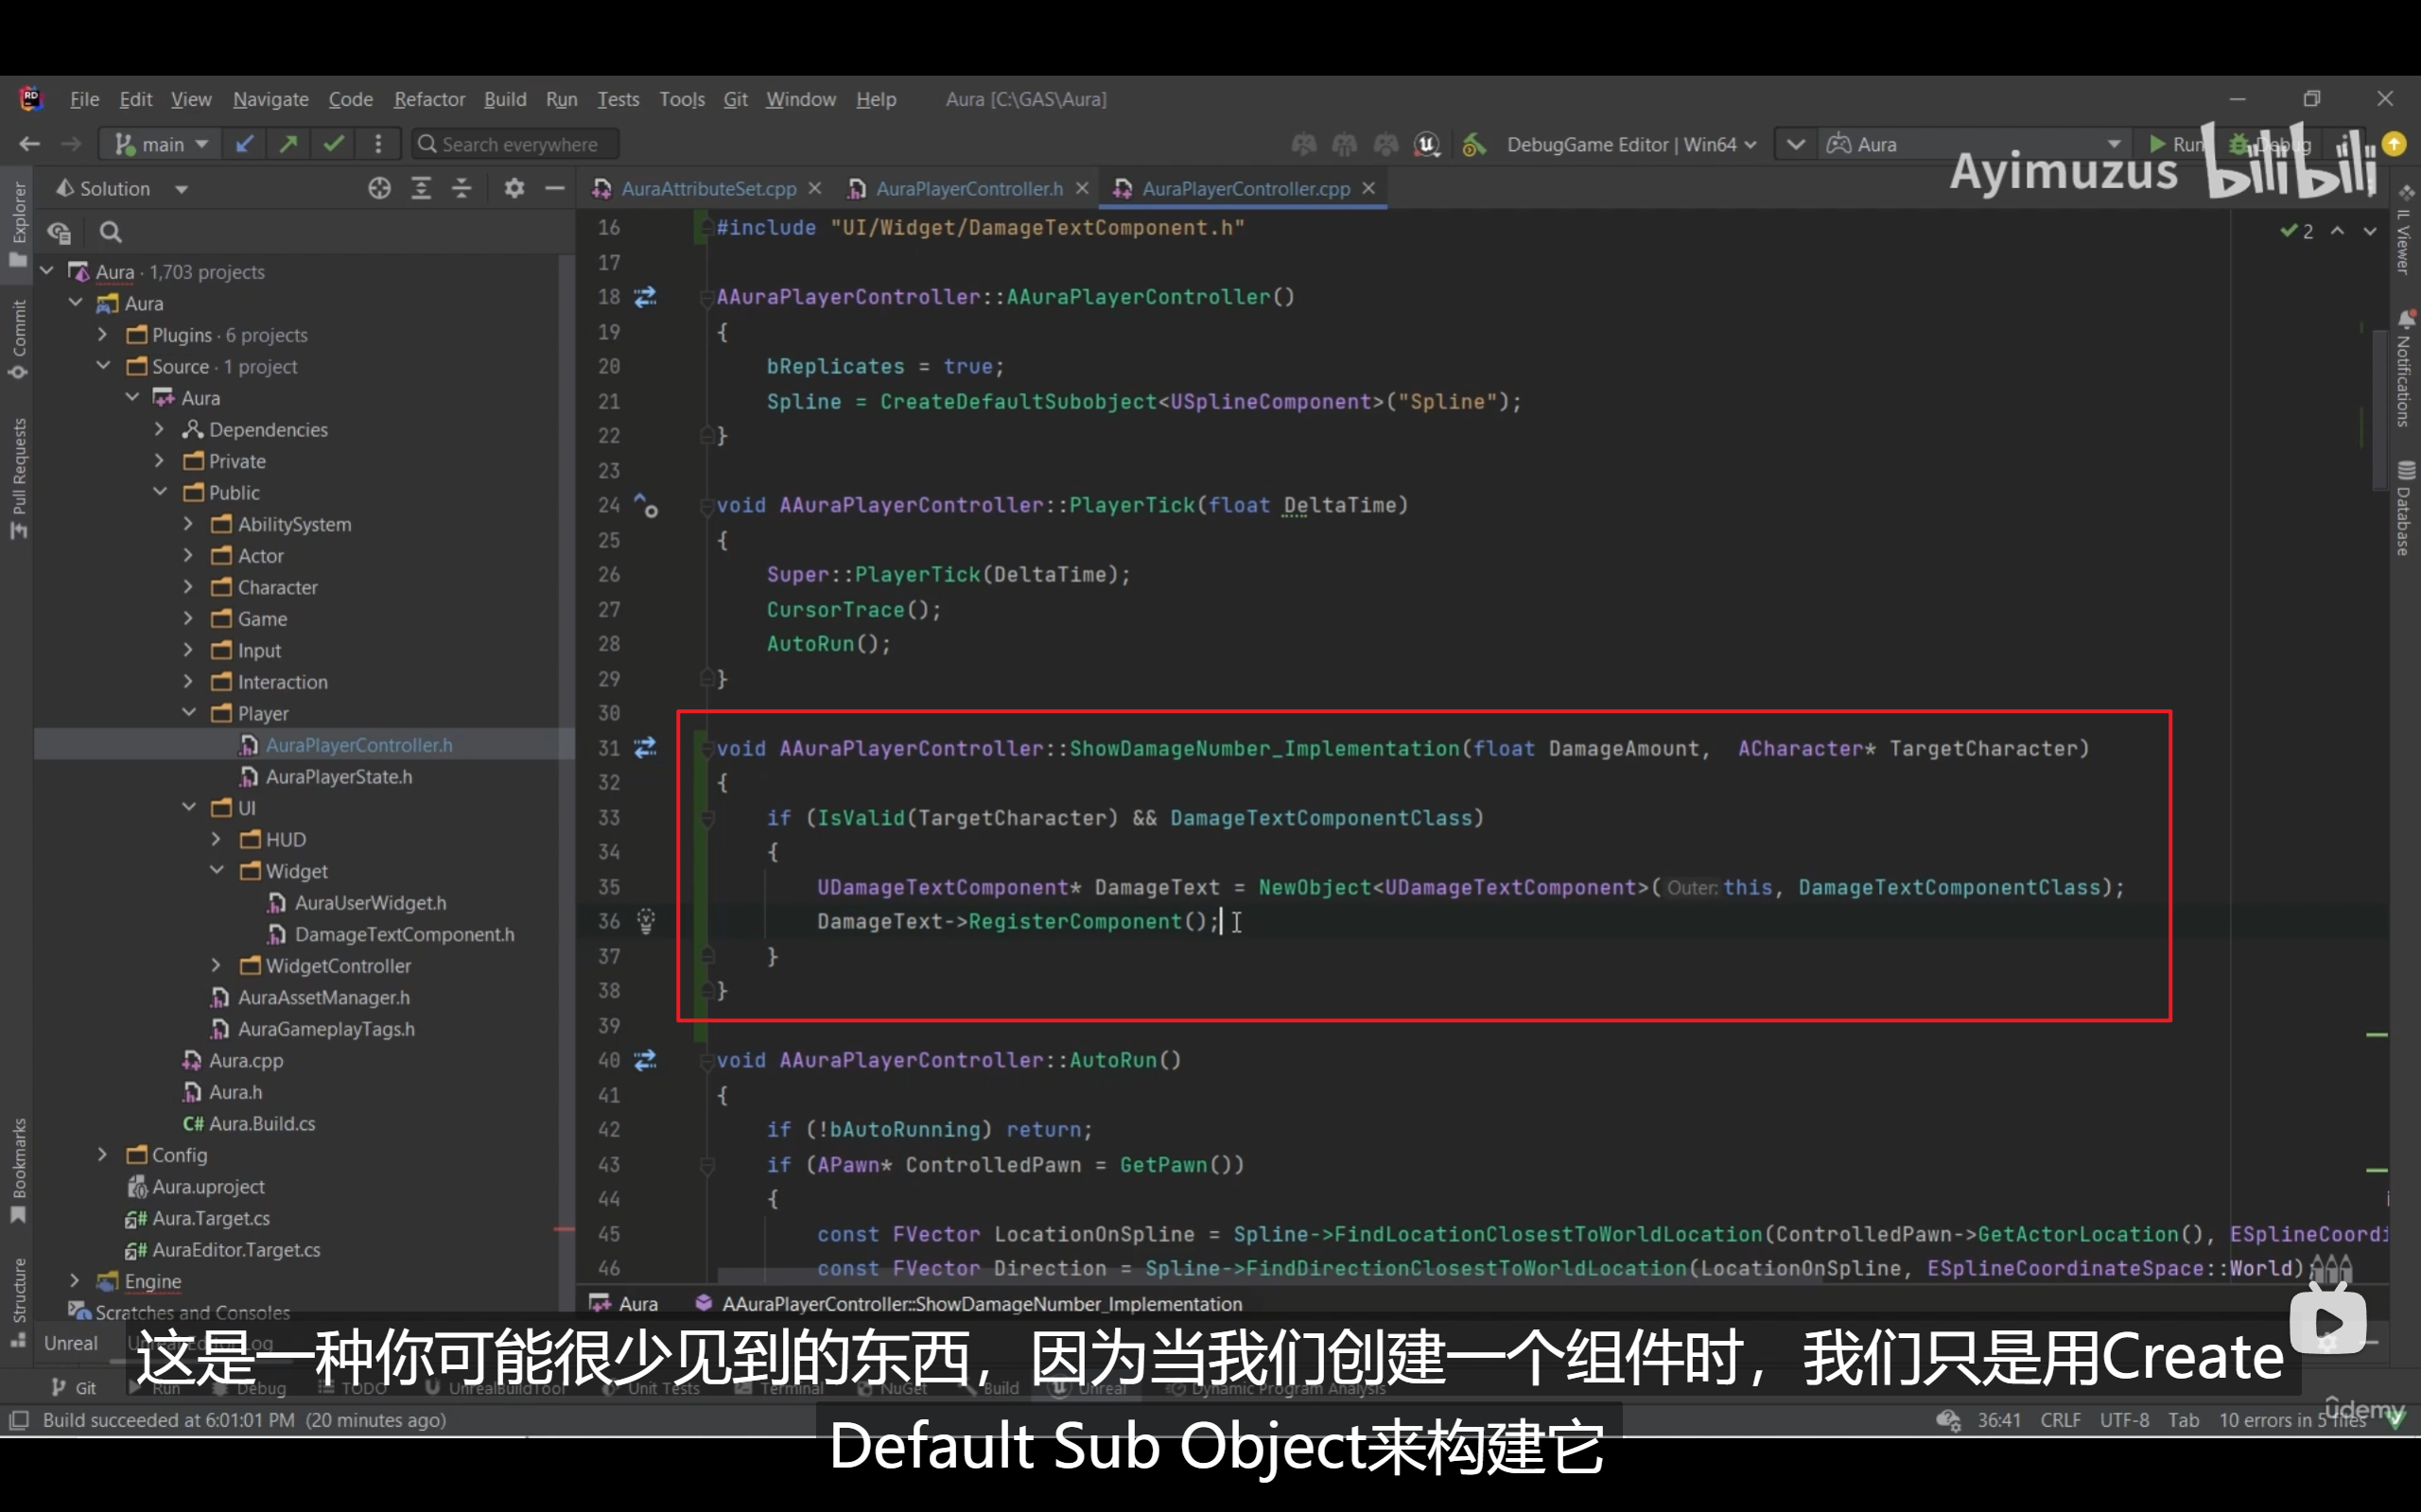 File Edit View Navigate Code Refactor Build Run Tests Tools Git Window Help Aura [C:\GAS\Aura]
main Search everywhere DebugGame Editor | Win64 Aura Run Debug
Ayimuzus bilibili
Solution AuraAttributeSet.cpp AuraPlayerController.h AuraPlayerController.cpp
Explorer
Commit
Pull Requests
Bookmarks
Structure
Aura · 1,703 projects
Aura
Plugins · 6 projects
Source · 1 project
Aura
Dependencies
Private
Public
AbilitySystem
Actor
Character
Game
Input
Interaction
Player
AuraPlayerController.h
AuraPlayerState.h
UI
HUD
Widget
AuraUserWidget.h
DamageTextComponent.h
WidgetController
AuraAssetManager.h
AuraGameplayTags.h
Aura.cpp
Aura.h
C# Aura.Build.cs
Config
Aura.uproject
C# Aura.Target.cs
C# AuraEditor.Target.cs
Engine
Scratches and Consoles
16 #include "UI/Widget/DamageTextComponent.h"
2
17
18 AAuraPlayerController::AAuraPlayerController()
19 {
20 bReplicates = true;
21 Spline = CreateDefaultSubobject<USplineComponent>("Spline");
22 }
23
24 void AAuraPlayerController::PlayerTick(float DeltaTime)
25 {
26 Super::PlayerTick(DeltaTime);
27 CursorTrace();
28 AutoRun();
29 }
30
31 void AAuraPlayerController::ShowDamageNumber_Implementation(float DamageAmount, ACharacter* TargetCharacter)
32 {
33 if (IsValid(TargetCharacter) && DamageTextComponentClass)
34 {
35 UDamageTextComponent* DamageText = NewObject<UDamageTextComponent>(Outer: this, DamageTextComponentClass);
36 DamageText->RegisterComponent();
37 }
38 }
39
40 void AAuraPlayerController::AutoRun()
41 {
42 if (!bAutoRunning) return;
43 if (APawn* ControlledPawn = GetPawn())
44 {
45 const FVector LocationOnSpline = Spline->FindLocationClosestToWorldLocation(ControlledPawn->GetActorLocation(), ESplineCoordi
46 const FVector Direction = Spline->FindDirectionClosestToWorldLocation(LocationOnSpline, ESplineCoordinateSpace::World);
IL Viewer
Notifications
Database
Aura AAuraPlayerController::ShowDamageNumber_Implementation
Unreal
这是一种你可能很少见到的东西，因为当我们创建一个组件时，我们只是用Create
Git Run Debug TODO UnrealBuildTool Unit Tests Terminal NuGet Build Unreal Dynamic Program Analysis
Build succeeded at 6:01:01 PM (20 minutes ago) 36:41 CRLF UTF-8 Tab 10 errors in 5 files
udemy
Default Sub Object来构建它